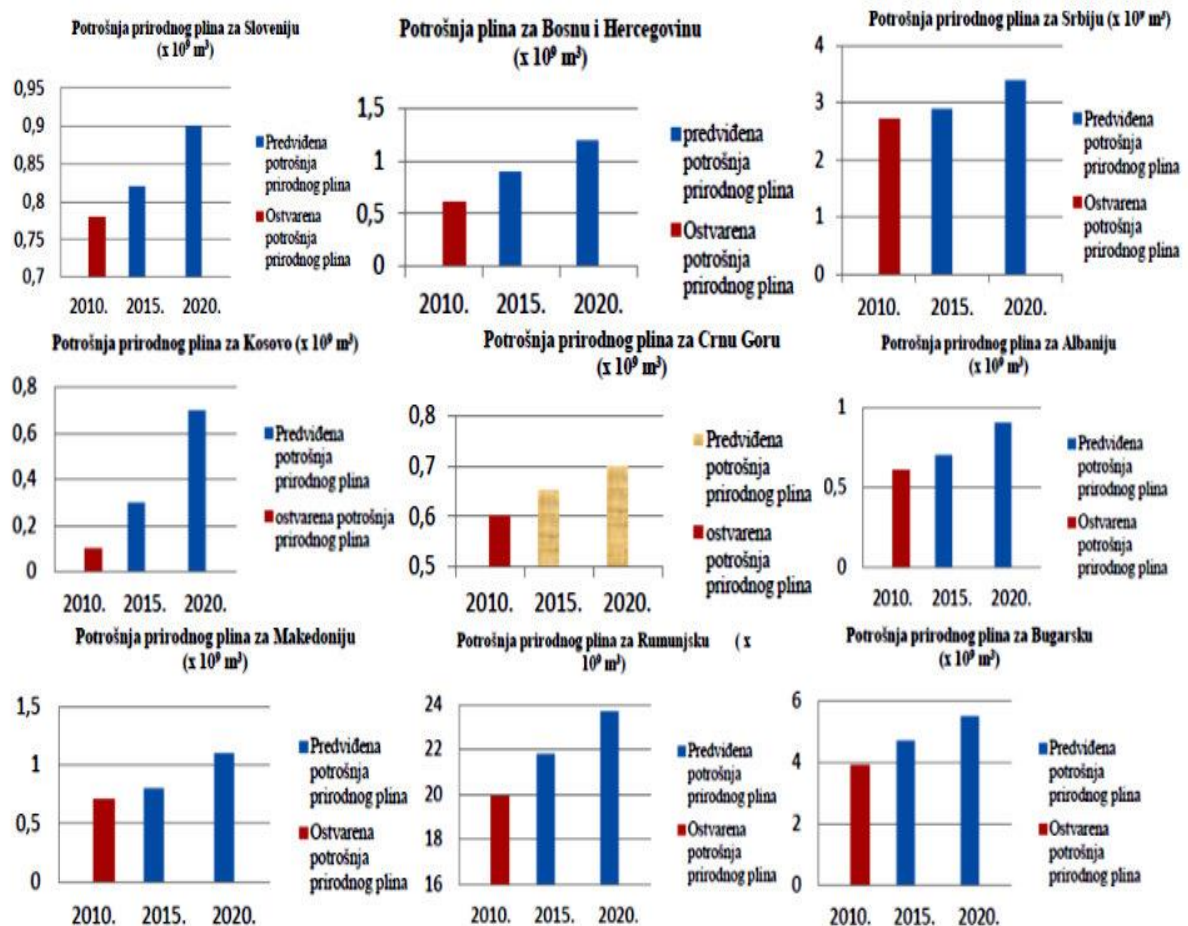 Potrošnja prirodnog plina za Sloveniju
(x 10⁹ m³)
0,95
0,9
0,85
0,8
0,75
0,7
2010. 2015. 2020.
Predviđena
potrošnja
prirodnog plina
Ostvarena
potrošnja
prirodnog plina
Potrošnja plina za Bosnu i Hercegovinu
(x 10⁹ m³)
1,5
1
0,5
0
2010. 2015. 2020.
predviđena
potrošnja
prirodnog plina
Ostvarena
potrošnja
prirodnog plina
Potrošnja prirodnog plina za Srbiju (x 10⁹ m³)
4
3
2
1
0
2010. 2015. 2020.
Predviđena
potrošnja
prirodnog plina
Ostvarena
potrošnja
prirodnog plina
Potrošnja prirodnog plina za Kosovo (x 10⁹ m³)
0,8
0,6
0,4
0,2
0
2010. 2015. 2020.
Predviđena
potrošnja
prirodnog plina
ostvarena potrošnja
prirodnog plina
Potrošnja prirodnog plina za Crnu Goru
(x 10⁹ m³)
0,8
0,7
0,6
0,5
2010. 2015. 2020.
Predviđena
potrošnja
prirodnog plina
ostvarena
potrošnja
prirodnog plina
Potrošnja prirodnog plina za Albaniju
(x 10⁹ m³)
1
0,5
0
2010. 2015. 2020.
Predviđena
potrošnja
prirodnog plina
Ostvarena
potrošnja
prirodnog plina
Potrošnja prirodnog plina za Makedoniju
(x 10⁹ m³)
1,5
1
0,5
0
2010. 2015. 2020.
Predviđena
potrošnja
prirodnog plina
Ostvarena
potrošnja
prirodnog plina
Potrošnja prirodnog plina za Rumunjsku ( x
10⁹ m³)
24
22
20
18
16
2010. 2015. 2020.
Predviđena
potrošnja
prirodnog plina
Ostvarena
potrošnja
prirodnog plina
Potrošnja prirodnog plina za Bugarsku
(x 10⁹ m³)
6
4
2
0
2010. 2015. 2020.
Predviđena
potrošnja
prirodnog plina
Ostvarena
potrošnja
prirodnog plina